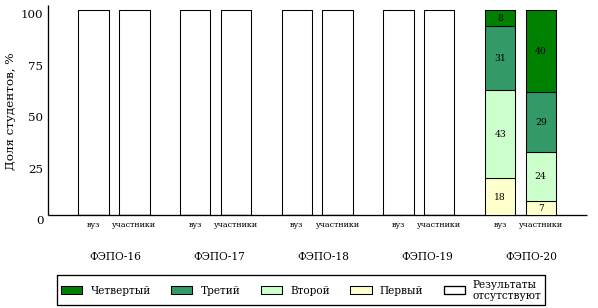 Доля студентов, %
100
75
50
25
0
8
31
43
18
40
29
24
7
вуз участники вуз участники вуз участники вуз участники вуз участники
ФЭПО-16 ФЭПО-17 ФЭПО-18 ФЭПО-19 ФЭПО-20
Четвертый Третий Второй Первый Результаты
отсутствуют